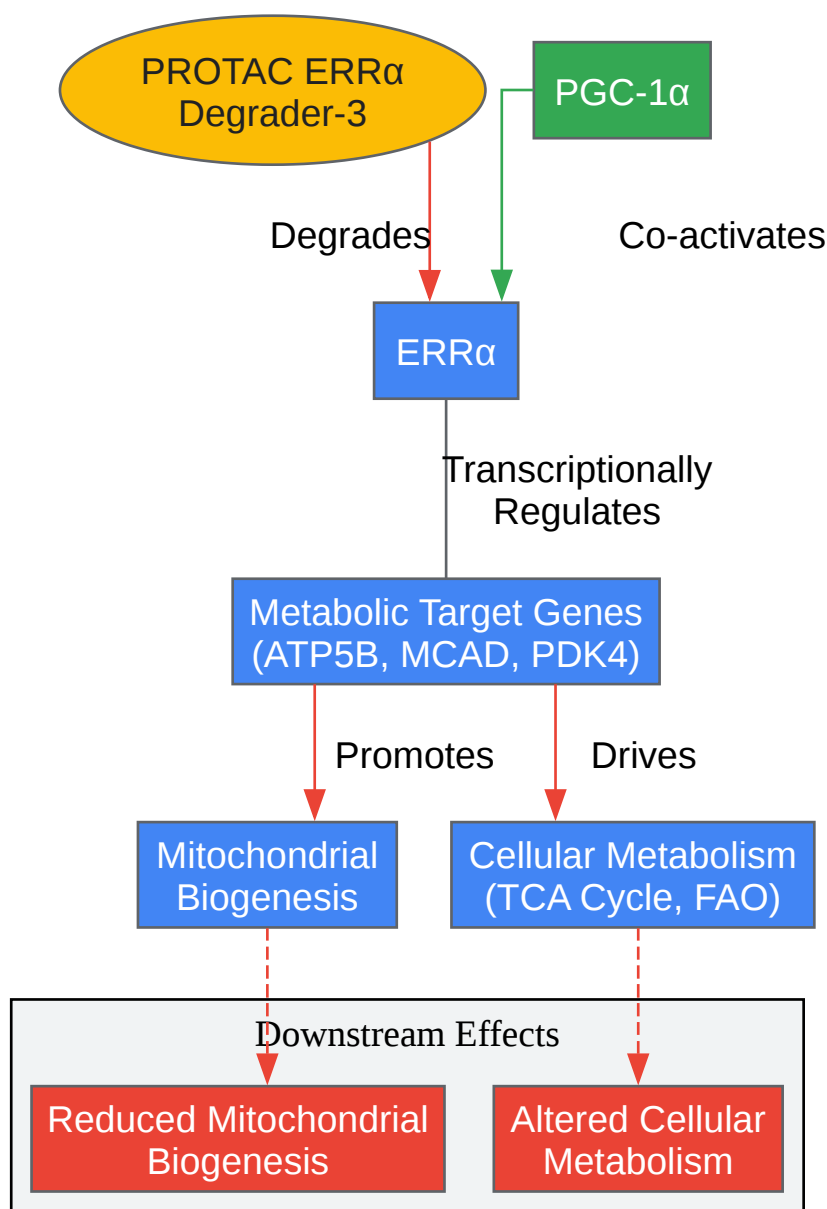 PROTAC ERRα
Degrader-3
PGC-1α
Degrades
Co-activates
ERRα
Transcriptionally
Regulates
Metabolic Target Genes
(ATP5B, MCAD, PDK4)
Promotes
Drives
Mitochondrial
Biogenesis
Cellular Metabolism
(TCA Cycle, FAO)
Downstream Effects
Reduced Mitochondrial
Biogenesis
Altered Cellular
Metabolism